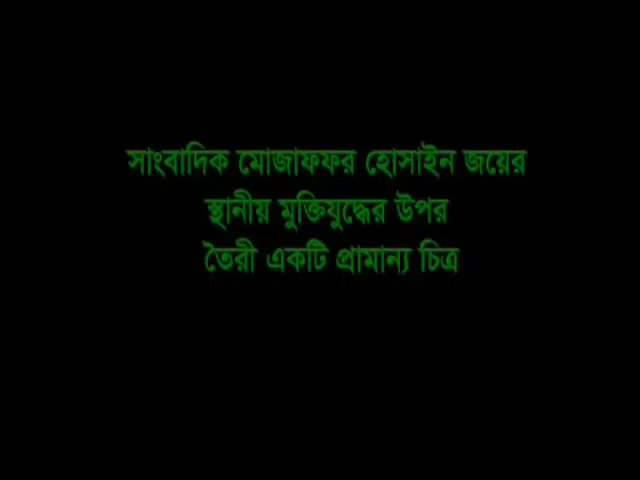 সাংবাদিক মোজাফফর হোসাইন জয়ের
স্থানীয় মুক্তিযুদ্ধের উপর
তৈরী একটি প্রামান্য চিত্র